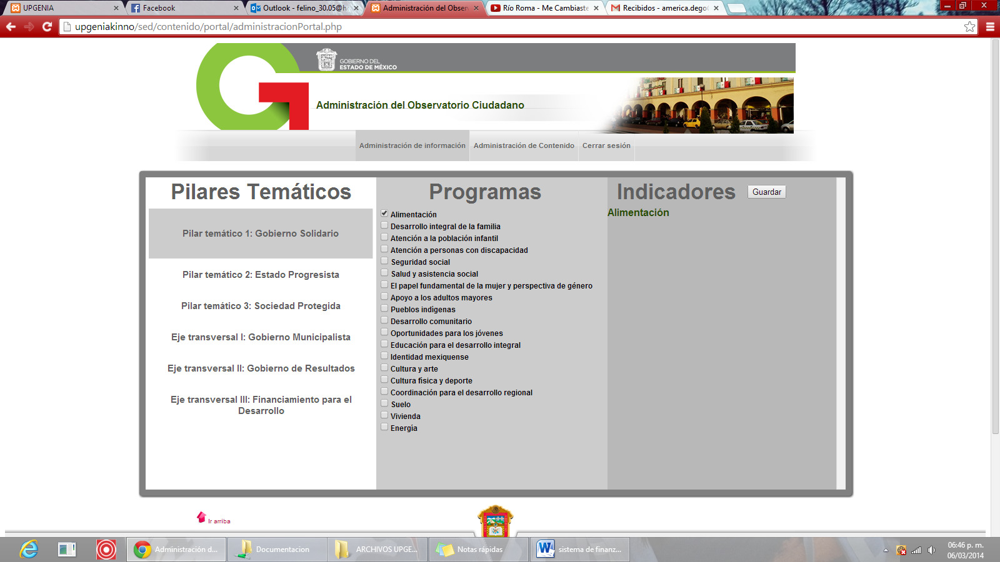 UPGENIA
Facebook
Outlook - felino_30.05@h
Administración del Obser
Río Roma - Me Cambiaste
Recibidos - america.dego
upgeniakinno/sed/contenido/portal/administracionPortal.php
GOBIERNO DEL
ESTADO DE MÉXICO
Administración del Observatorio Ciudadano
Administración de información
Administración de Contenido
Cerrar sesión
Pilares Temáticos
Pilar temático 1: Gobierno Solidario
Pilar temático 2: Estado Progresista
Pilar temático 3: Sociedad Protegida
Eje transversal I: Gobierno Municipalista
Eje transversal II: Gobierno de Resultados
Eje transversal III: Financiamiento para el
Desarrollo
Programas
Alimentación
Desarrollo integral de la familia
Atención a la población infantil
Atención a personas con discapacidad
Seguridad social
Salud y asistencia social
El papel fundamental de la mujer y perspectiva de género
Apoyo a los adultos mayores
Pueblos indígenas
Desarrollo comunitario
Oportunidades para los jóvenes
Educación para el desarrollo integral
Identidad mexiquense
Cultura y arte
Cultura física y deporte
Coordinación para el desarrollo regional
Suelo
Vivienda
Energía
Indicadores
Guardar
Alimentación
Ir arriba
Administración d...
Documentacion
ARCHIVOS UPGE...
Notas rápidas
sistema de finanz...
06:46 p. m.
06/03/2014